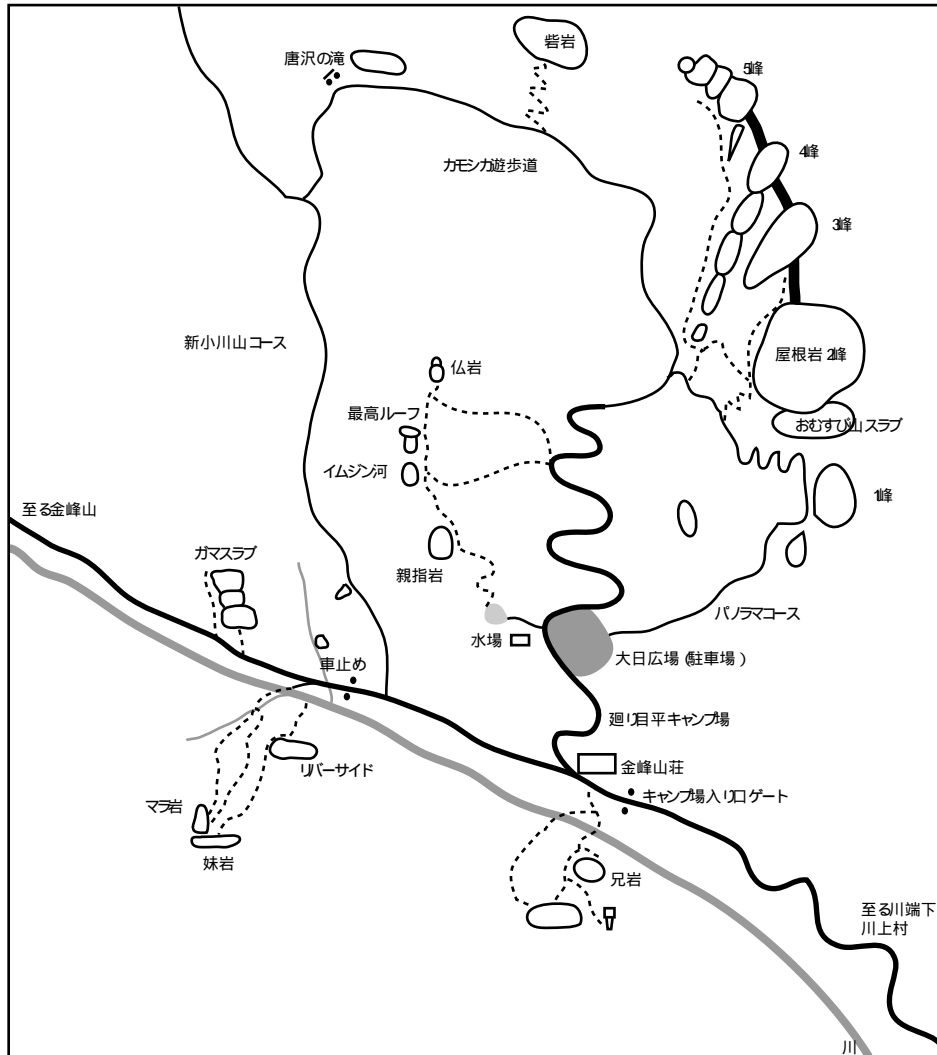 唐沢の滝
砦岩
5峰
4峰
カモシカ遊歩道
3峰
新小川山コース
屋根岩 2峰
仏岩
最高ルーフ
おむすび山スラブ
イムジン河
1峰
至る金峰山
ガマスラブ
親指岩
パノラマコース
水場
大日広場 (駐車場)
車止め
廻り目平キャンプ場
金峰山荘
リバーサイド
キャンプ場入り口ゲート
マラ岩
妹岩
兄岩
至る川端下
川上村
川